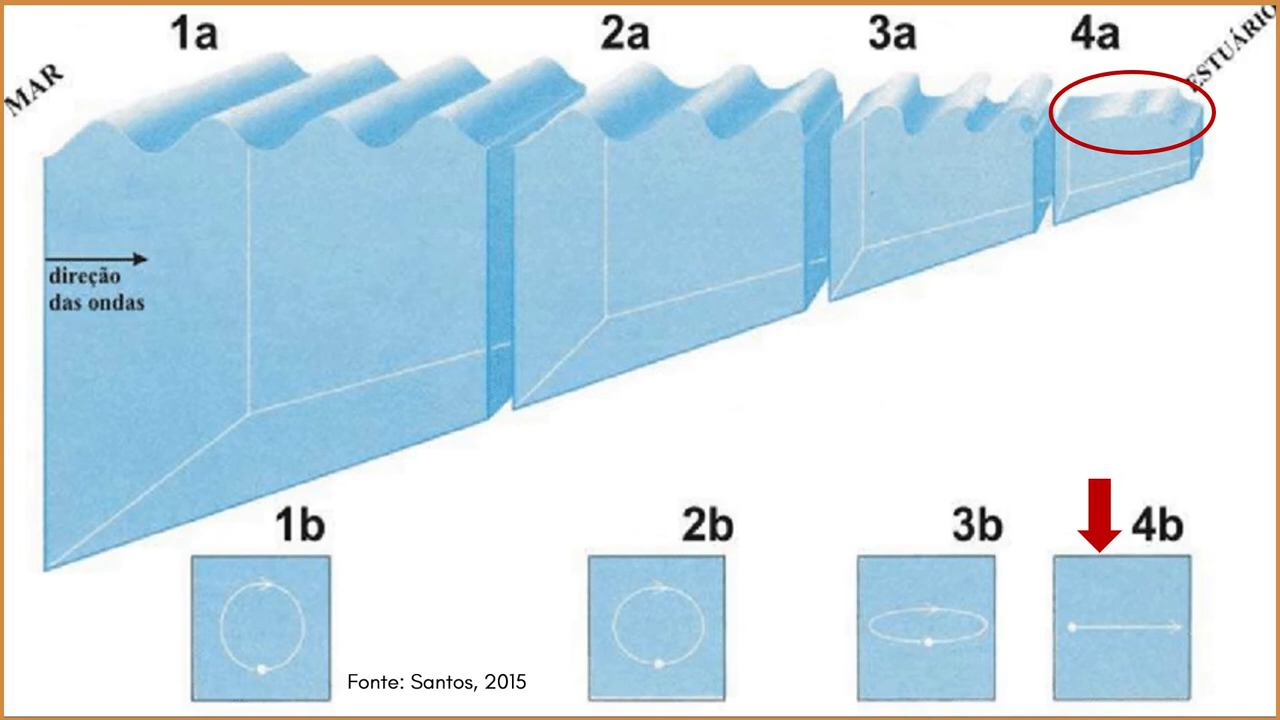 1a
2a
3a
4a
MAR
ESTUÁRIO
direção
das ondas
1b
2b
3b
4b
Fonte: Santos, 2015